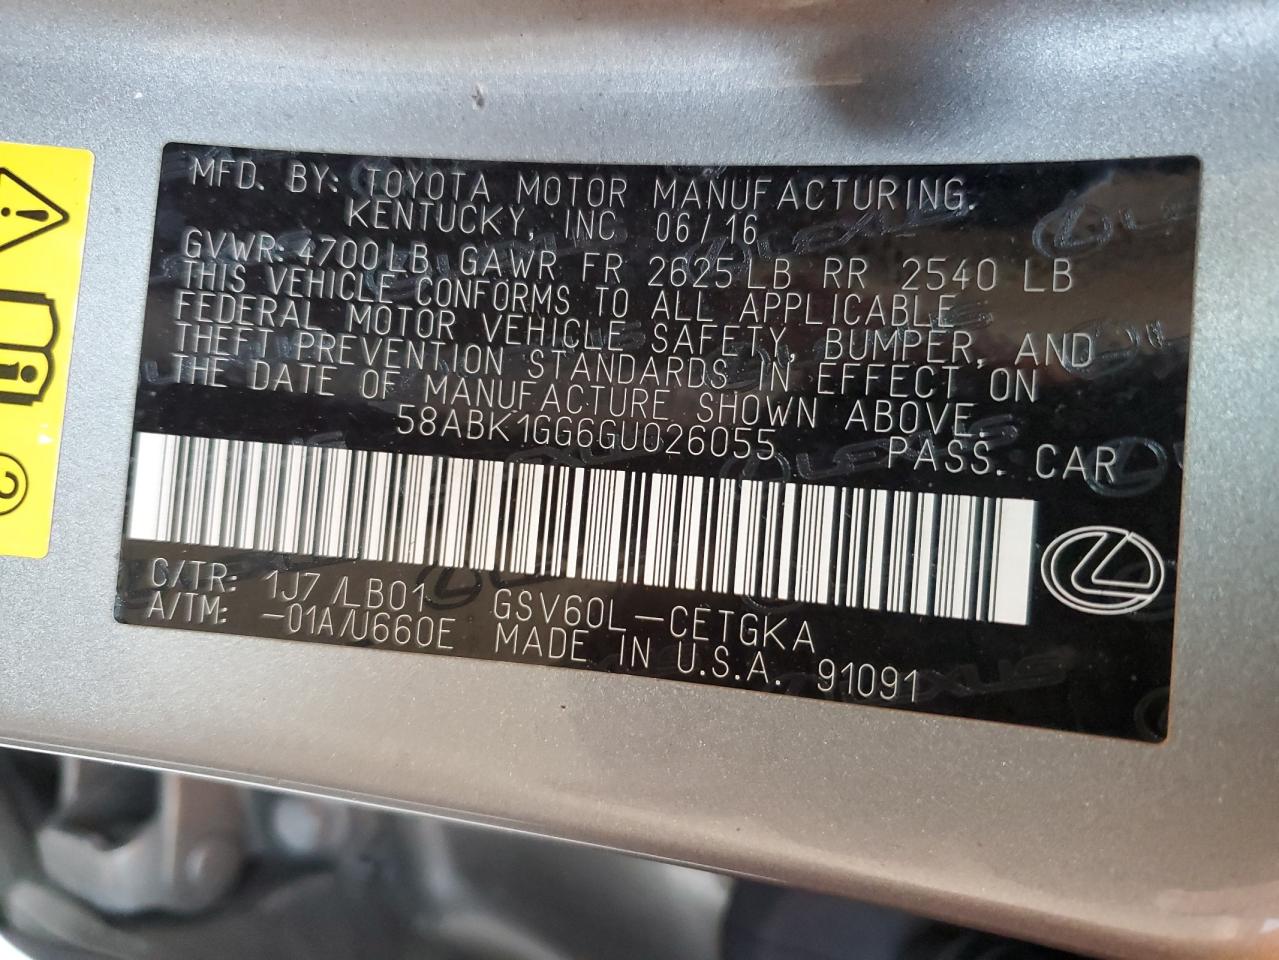 MFD. BY: TOYOTA MOTOR MANUFACTURING.
KENTUCKY, INC 06/16
GVWR: 4700LB GAWR FR 2625LB RR 2540 LB
THIS VEHICLE CONFORMS TO ALL APPLICABLE
FEDERAL MOTOR VEHICLE SAFETY, BUMPER, AND
THEFT PREVENTION STANDARDS IN EFFECT ON
THE DATE OF MANUFACTURE SHOWN ABOVE.
58ABK1GG6GU026055 PASS. CAR
C/TR: 1J7/LB01 GSV60L-CETGKA
A/TM: -01A/U660E MADE IN U.S.A. 91091